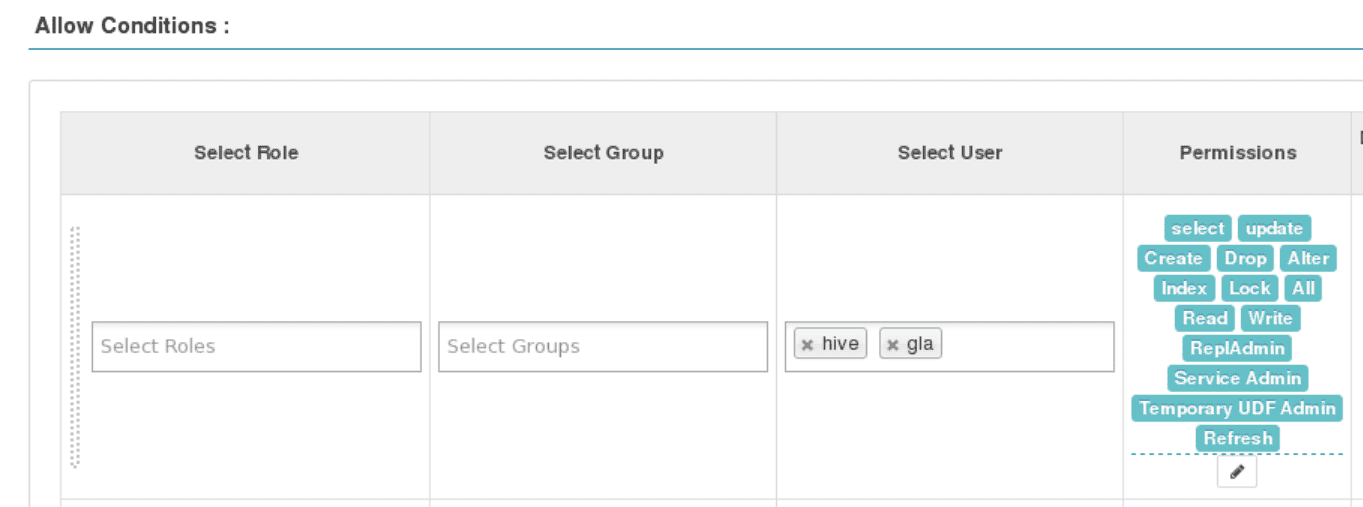 Allow Conditions :
Select Role Select Group Select User Permissions
select update
Create Drop Alter
Index Lock All
Read Write
Select Roles Select Groups × hive × gla
ReplAdmin
Service Admin
Temporary UDF Admin
Refresh